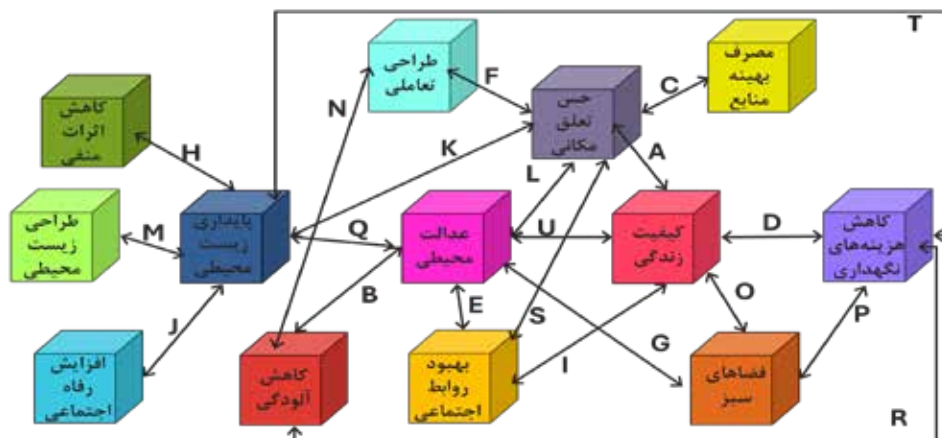 T
طراحی
تعاملی
F
حس
تعلق
مکانی
C
مصرف
بهینه
منابع
N
کاهش
اثرات
منفی
H
K
L
A
طراحی
زیست
محیطی
M
پایداری
زیست
محیطی
Q
عدالت
محیطی
U
کیفیت
زندگی
D
کاهش
هزینه‌های
نگهداری
B
E
S
O
P
J
I
G
افزایش
رفاه
اجتماعی
کاهش
آلودگی
بهبود
روابط
اجتماعی
فضاهای
سبز
R